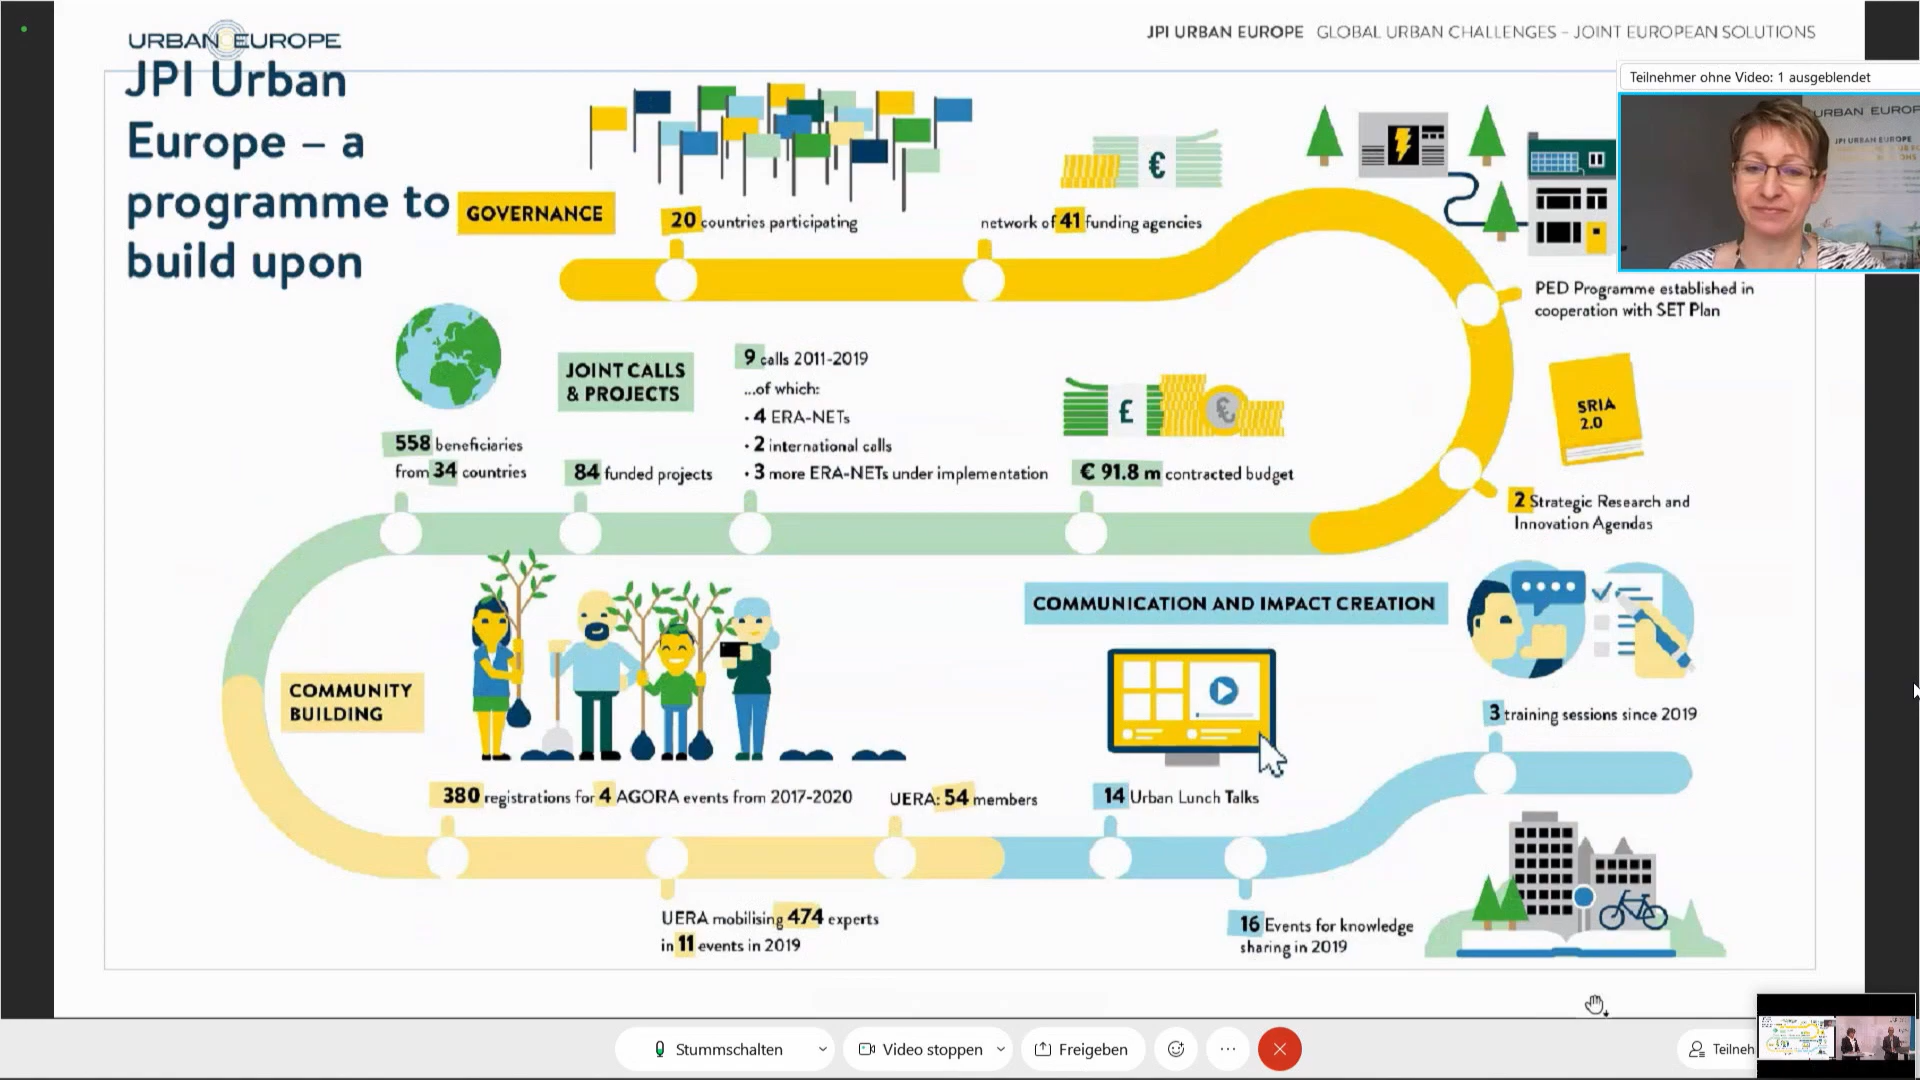 URBAN EUROPE
JPI URBAN EUROPE GLOBAL URBAN CHALLENGES – JOINT EUROPEAN SOLUTIONS
JPI Urban
Europe – a
programme to
build upon
Teilnehmer ohne Video: 1 ausgeblendet
URBAN EUROP
JPI URBAN EUROPE
GOVERNANCE
20 countries participating
€
network of 41 funding agencies
PED Programme established in
cooperation with SET Plan
SRIA
2.0
2 Strategic Research and
Innovation Agendas
JOINT CALLS
& PROJECTS
558 beneficiaries
from 34 countries
84 funded projects
9 calls 2011-2019
...of which:
· 4 ERA-NETs
· 2 international calls
· 3 more ERA-NETs under implementation
£
€
€ 91.8 m contracted budget
COMMUNITY
BUILDING
380 registrations for 4 AGORA events from 2017-2020
UERA mobilising 474 experts
in 11 events in 2019
UERA: 54 members
COMMUNICATION AND IMPACT CREATION
14 Urban Lunch Talks
16 Events for knowledge
sharing in 2019
3 training sessions since 2019
Stummschalten
Video stoppen
Freigeben
Teilneh